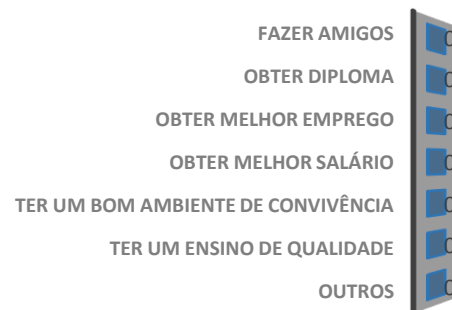 FAZER AMIGOS
OBTER DIPLOMA
OBTER MELHOR EMPREGO
OBTER MELHOR SALÁRIO
TER UM BOM AMBIENTE DE CONVIVÊNCIA
TER UM ENSINO DE QUALIDADE
OUTROS